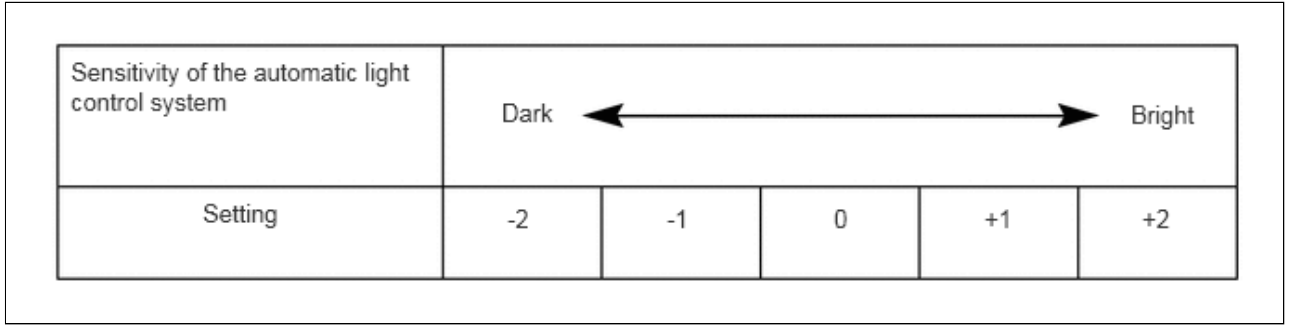 Sensitivity of the automatic light
control system
Dark
Bright
Setting
-2
-1
0
+1
+2